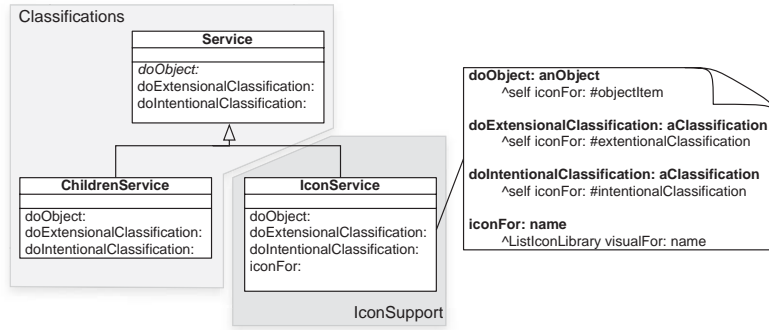 Classifications
Service
doObject:
doExtensionalClassification:
doIntentionalClassification:
ChildrenService
doObject:
doExtensionalClassification:
doIntentionalClassification:
IconService
doObject:
doExtensionalClassification:
doIntentionalClassification:
iconFor:
IconSupport
doObject: anObject
^self iconFor: #objectItem
doExtensionalClassification: aClassification
^self iconFor: #extentionalClassification
doIntentionalClassification: aClassification
^self iconFor: #intentionalClassification
iconFor: name
^ListIconLibrary visualFor: name